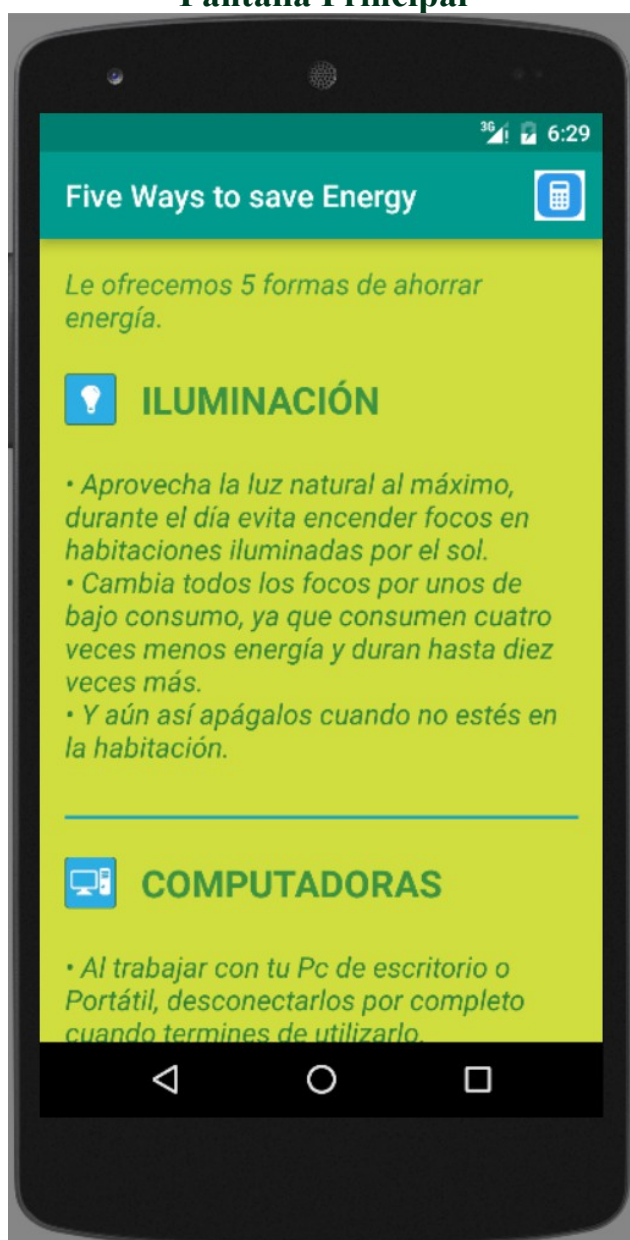 Pantalla Principal
3G 6:29
Five Ways to save Energy
Le ofrecemos 5 formas de ahorrar
energía.
ILUMINACIÓN
• Aprovecha la luz natural al máximo,
durante el día evita encender focos en
habitaciones iluminadas por el sol.
• Cambia todos los focos por unos de
bajo consumo, ya que consumen cuatro
veces menos energía y duran hasta diez
veces más.
• Y aún así apágalos cuando no estés en
la habitación.
COMPUTADORAS
• Al trabajar con tu Pc de escritorio o
Portátil, desconectarlos por completo
cuando termines de utilizarlo.